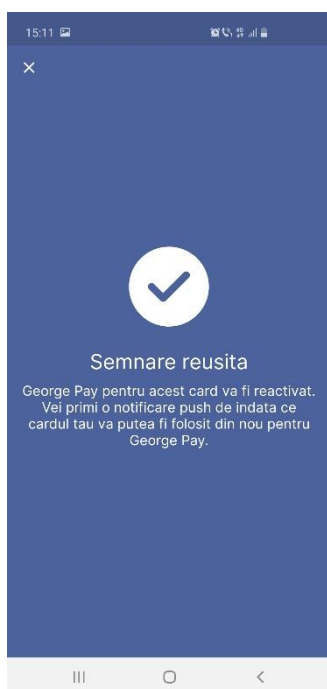 15:11
Semnare reusita
George Pay pentru acest card va fi reactivat.
Vei primi o notificare push de indata ce
cardul tau va putea fi folosit din nou pentru
George Pay.